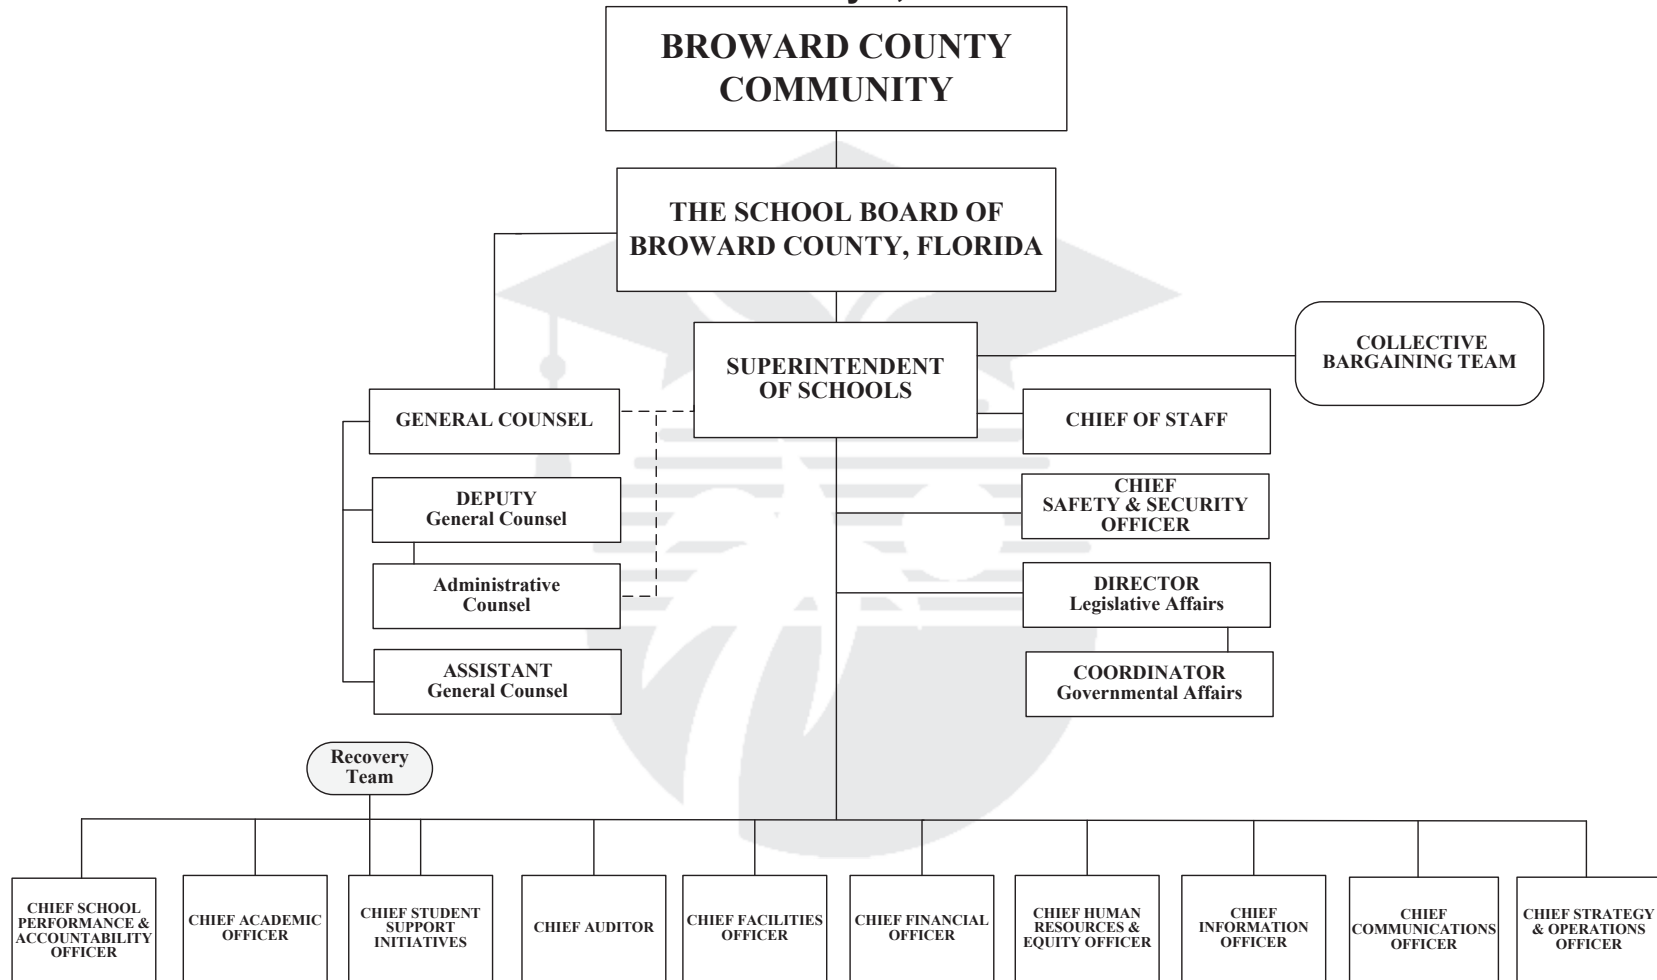 BROWARD COUNTY
COMMUNITY
THE SCHOOL BOARD OF
BROWARD COUNTY, FLORIDA
SUPERINTENDENT
OF SCHOOLS
COLLECTIVE
BARGAINING TEAM
GENERAL COUNSEL
CHIEF OF STAFF
DEPUTY
General Counsel
CHIEF
SAFETY & SECURITY
OFFICER
Administrative
Counsel
DIRECTOR
Legislative Affairs
ASSISTANT
General Counsel
COORDINATOR
Governmental Affairs
Recovery
Team
CHIEF SCHOOL
PERFORMANCE &
ACCOUNTABILITY
OFFICER
CHIEF ACADEMIC
OFFICER
CHIEF STUDENT
SUPPORT
INITIATIVES
CHIEF AUDITOR
CHIEF FACILITIES
OFFICER
CHIEF FINANCIAL
OFFICER
CHIEF HUMAN
RESOURCES &
EQUITY OFFICER
CHIEF
INFORMATION
OFFICER
CHIEF
COMMUNICATIONS
OFFICER
CHIEF STRATEGY
& OPERATIONS
OFFICER